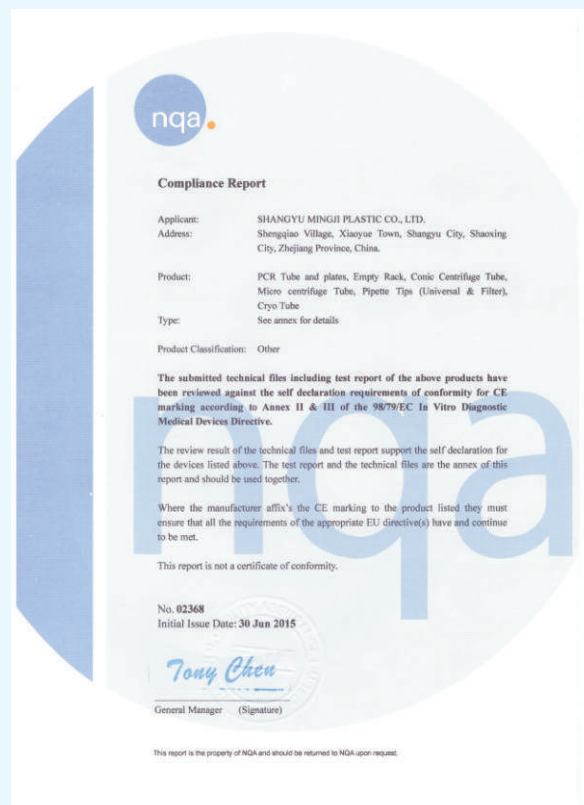 nqa.
Compliance Report
Applicant: SHANGYU MINGJI PLASTIC CO., LTD.
Address: Shengqiao Village, Xiaoyue Town, Shangyu City, Shaoxing
City, Zhejiang Province, China.
Product: PCR Tube and plates, Empty Rack, Conic Centrifuge Tube,
Micro centrifuge Tube, Pipette Tips (Universal & Filter),
Cryo Tube
Type: See annex for details
Product Classification: Other
The submitted technical files including test report of the above products have
been reviewed against the self declaration requirements of conformity for CE
marking according to Annex II & III of the 98/79/EC In Vitro Diagnostic
Medical Devices Directive.
The review result of the technical files and test report support the self declaration for
the devices listed above. The test report and the technical files are the annex of this
report and should be used together.
Where the manufacturer affix's the CE marking to the product listed they must
ensure that all the requirements of the appropriate EU directive(s) have and continue
to be met.
This report is not a certificate of conformity.
nqa
No. 02368
Initial Issue Date: 30 Jun 2015
Tony Chen
General Manager (Signature)
This report is the property of NQA and should be returned to NQA upon request.